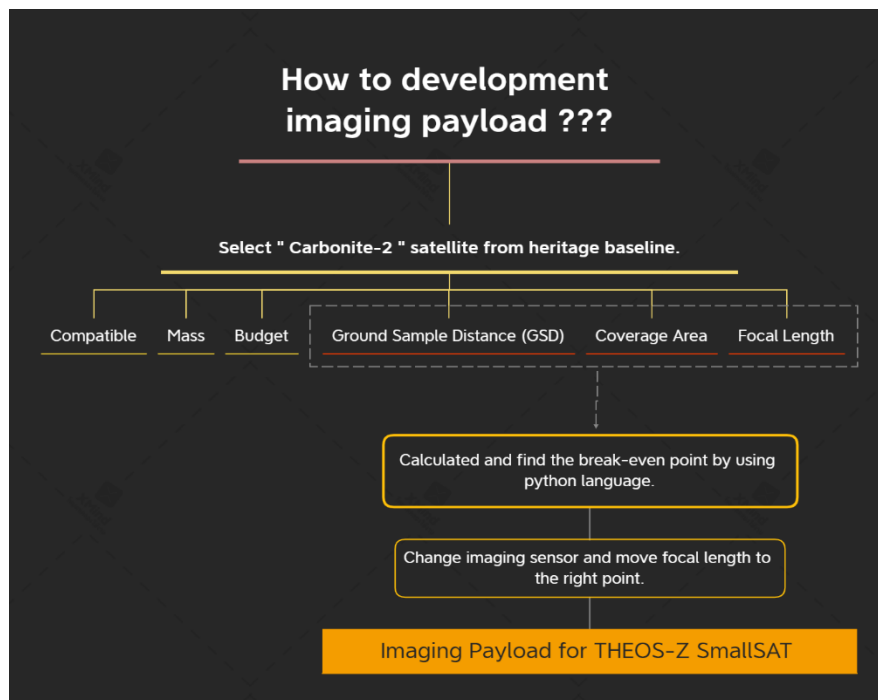 How to development
imaging payload ???
Select " Carbonite-2 " satellite from heritage baseline.
Compatible
Mass
Budget
Ground Sample Distance (GSD)
Coverage Area
Focal Length
Calculated and find the break-even point by using
python language.
Change imaging sensor and move focal length to
the right point.
Imaging Payload for THEOS-Z SmallSAT